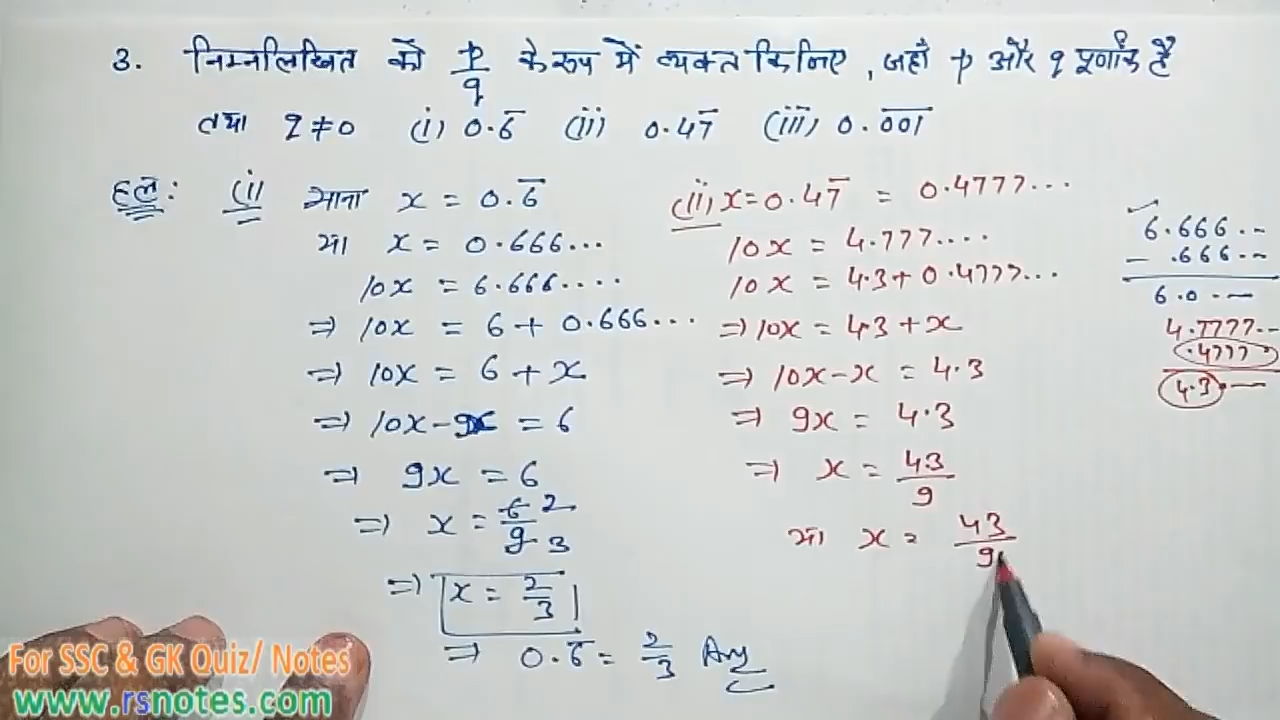 3. निम्नलिखित को p/q के रूप में व्यक्त किजिए , जहाँ p और q पूर्णांक है
तथा q ≠ 0 (i) 0.6̅ (ii) 0.47̅ (iii) 0.0̅0̅1̅
हल : (i) माना x = 0.6̅
या x = 0.666...
10x = 6.666....
⇒ 10x = 6 + 0.666...
⇒ 10x = 6 + x
⇒ 10x - x = 6
⇒ 9x = 6
⇒ x = 6/9 2 3
⇒ x = 2/3
⇒ 0.6̅ = 2/3 Ans
(ii) x = 0.47̅ = 0.4777...
10x = 4.777....
10x = 4.3 + 0.4777...
⇒ 10x = 4.3 + x
⇒ 10x - x = 4.3
⇒ 9x = 4.3
⇒ x = 4.3/9
या x = 43/9
6.666...
- .666...
6.0...
4.7777...
.4777
4.3
For SSC & GK Quiz/ Notes
www.rsnotes.com